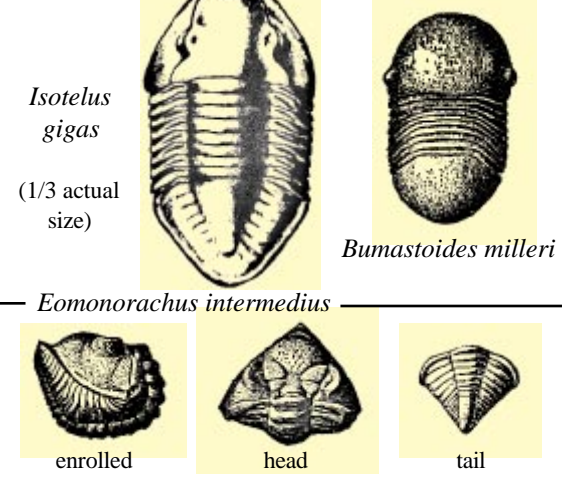 Isotelus
gigas
(1/3 actual
size)
Bumastoides milleri
Eomonorachus intermedius
enrolled
head
tail